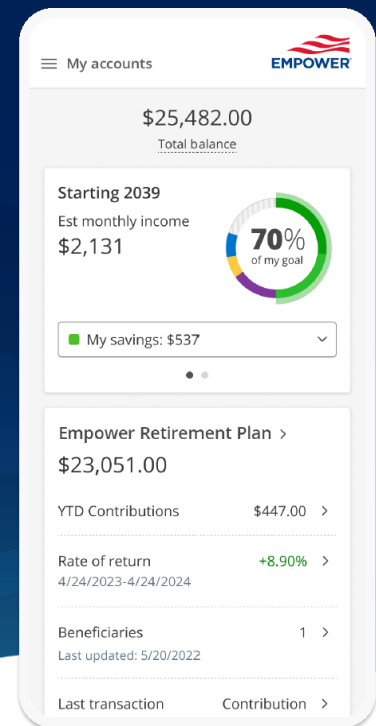 My accounts
EMPOWER
$25,482.00
Total balance
Starting 2039
Est monthly income
$2,131
70%
of my goal
My savings: $537
Empower Retirement Plan >
$23,051.00
YTD Contributions $447.00 >
Rate of return +8.90% >
4/24/2023-4/24/2024
Beneficiaries 1 >
Last updated: 5/20/2022
Last transaction Contribution >